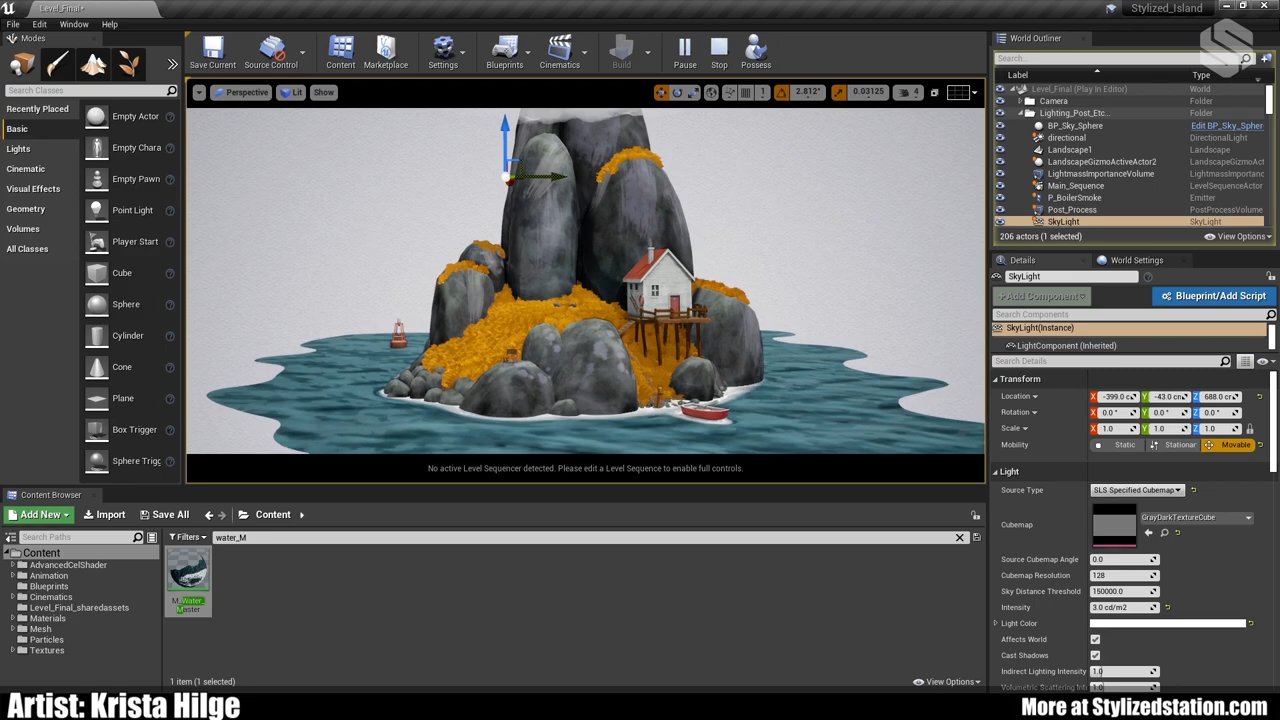 Level_Final*
Stylized_Island
File Edit Window Help
Modes
Search Classes
Recently Placed
Basic
Lights
Cinematic
Visual Effects
Geometry
Volumes
All Classes
Empty Actor
Empty Chara
Empty Pawn
Point Light
Player Start
Cube
Sphere
Cylinder
Cone
Plane
Box Trigger
Sphere Trigg
Save Current
Source Control
Content
Marketplace
Settings
Blueprints
Cinematics
Build
Pause
Stop
Possess
Perspective Lit Show 1 2.812° 0.03125 4
No active Level Sequencer detected. Please edit a Level Sequence to enable full controls.
World Outliner
Search...
Label Type
Level_Final (Play In Editor) World
Camera Folder
Lighting_Post_Etc... Folder
BP_Sky_Sphere Edit BP_Sky_Spher
directional DirectionalLight
Landscape1 Landscape
LandscapeGizmoActiveActor2 LandscapeGizmoAct
LightmassImportanceVolume LightmassImportanc
Main_Sequence LevelSequenceActor
P_BoilerSmoke Emitter
Post_Process PostProcessVolume
SkyLight SkyLight
206 actors (1 selected) View Options
Details World Settings
SkyLight
Add Component Blueprint/Add Script
Search Components
SkyLight(Instance)
LightComponent (Inherited)
Search Details
Transform
Location X -399.0 c Y -43.0 cm Z 688.0 cm
Rotation X 0.0° Y 0.0° Z 0.0°
Scale X 1.0 Y 1.0 Z 1.0
Mobility Static Stationar Movable
Light
Source Type SLS Specified Cubemap
Cubemap GrayDarkTextureCube
Source Cubemap Angle 0.0
Cubemap Resolution 128
Sky Distance Threshold 150000.0
Intensity 3.0 cd/m2
Light Color
Affects World
Cast Shadows
Indirect Lighting Intensity 1.0
Volumetric Scattering Int 1.0
Content Browser
Add New Import Save All Content
Search Paths
Filters water_M
Content
AdvancedCelShader
Animation
Blueprints
Cinematics
Level_Final_sharedassets
Materials
Mesh
Particles
Textures
M_Water_
Master
1 item (1 selected) View Options
Artist: Krista Hilge
More at Stylizedstation.com